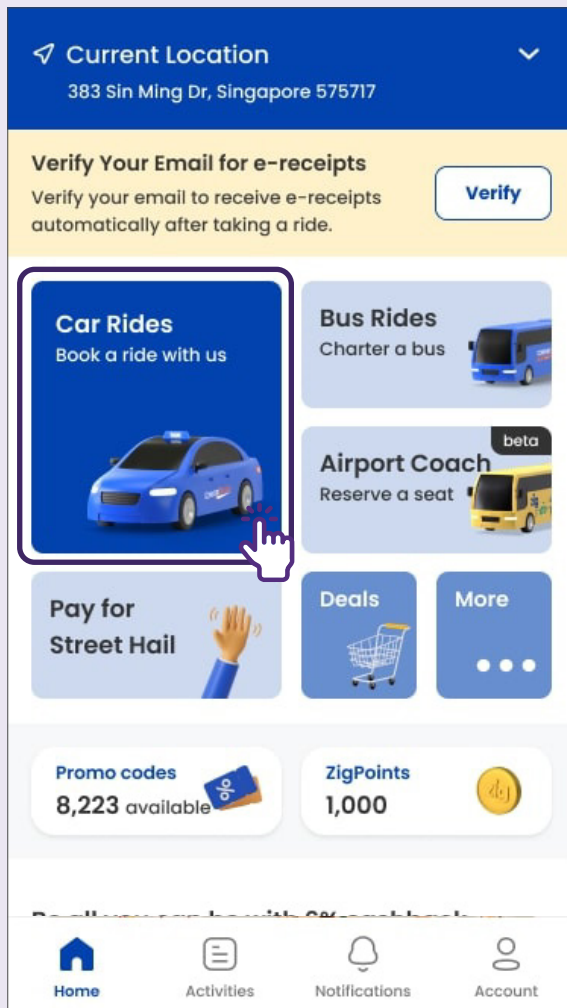 Current Location
383 Sin Ming Dr, Singapore 575717
Verify Your Email for e-receipts
Verify your email to receive e-receipts
automatically after taking a ride.
Verify
Car Rides
Book a ride with us
Bus Rides
Charter a bus
beta
Airport Coach
Reserve a seat
Pay for
Street Hail
Deals
More
Promo codes
8,223 available
ZigPoints
1,000
Home
Activities
Notifications
Account